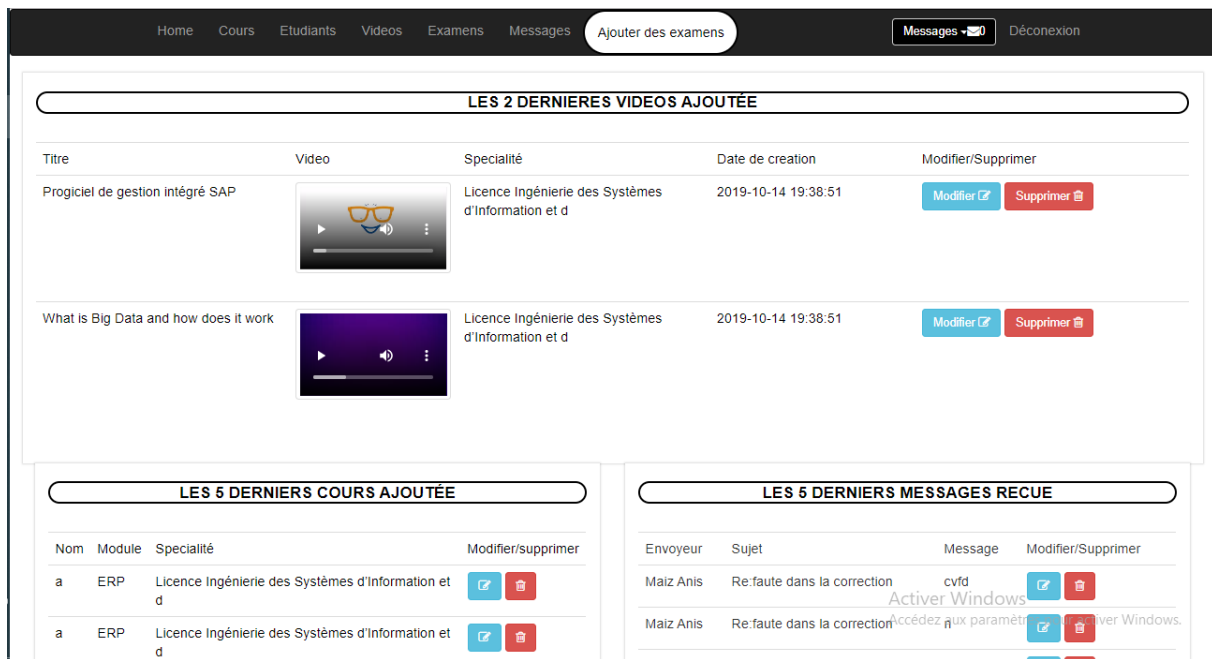 Home Cours Etudiants Videos Examens Messages Ajouter des examens Messages 0 Déconexion
LES 2 DERNIERES VIDEOS AJOUTÉE
Titre Video Specialité Date de creation Modifier/Supprimer
Progiciel de gestion intégré SAP Licence Ingénierie des Systèmes 2019-10-14 19:38:51 Modifier Supprimer
d'Information et d
What is Big Data and how does it work Licence Ingénierie des Systèmes 2019-10-14 19:38:51 Modifier Supprimer
d'Information et d
LES 5 DERNIERS COURS AJOUTÉE
Nom Module Specialité Modifier/supprimer
a ERP Licence Ingénierie des Systèmes d'Information et
d
a ERP Licence Ingénierie des Systèmes d'Information et
d
LES 5 DERNIERS MESSAGES RECUE
Envoyeur Sujet Message Modifier/Supprimer
Maiz Anis Re:faute dans la correction cvfd
Maiz Anis Re:faute dans la correction n
Activer Windows
Accédez aux activer Windows.